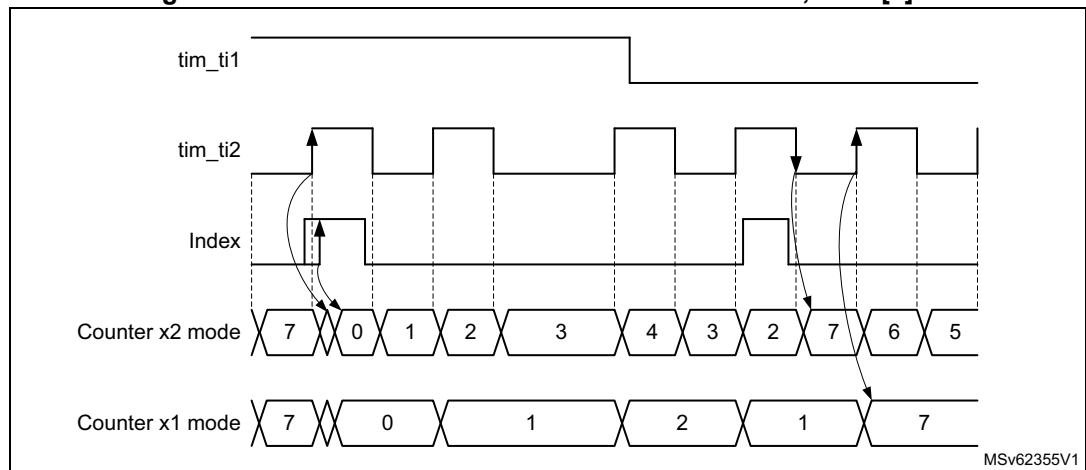 tim_ti1
tim_ti2
Index
Counter x2 mode 7 0 1 2 3 4 3 2 7 6 5
Counter x1 mode 7 0 1 2 1 7
MSv62355V1